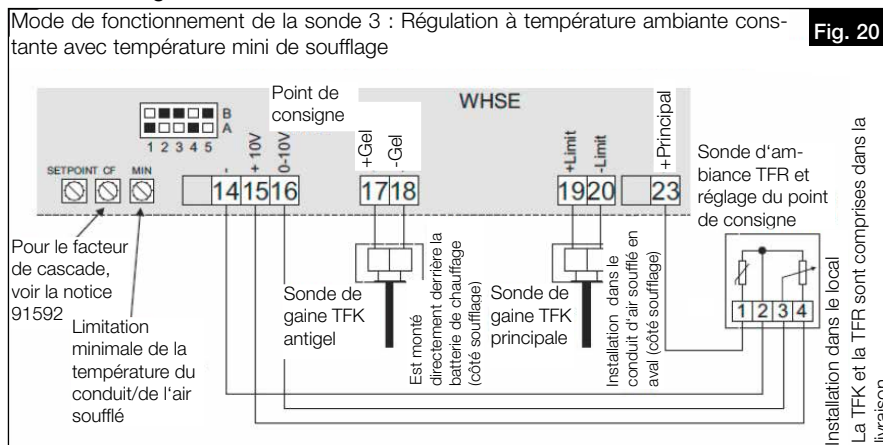 Mode de fonctionnement de la sonde 3 : Régulation à température ambiante cons-
tante avec température mini de soufflage
Fig. 20
WHSE
Point de
consigne
B
A
1 2 3 4 5
SETPOINT CF MIN
-
+ 10V
0-10V
+Gel
-Gel
+Limit
-Limit
+Principal
14 15 16
17 18
19 20
23
Sonde d'am-
biance TFR et
réglage du point
de consigne
1 2 3 4
Pour le facteur
de cascade,
voir la notice
91592
Limitation
minimale de la
température du
conduit/de l'air
soufflé
Sonde de
gaine TFK
antigel
Est monté
directement derrière la
batterie de chauffage
(côté soufflage)
Sonde de
gaine TFK
principale
Installation dans le
conduit d'air soufflé en
aval (côté soufflage)
Installation dans le local
La TFK et la TFR sont comprises dans la
livraison